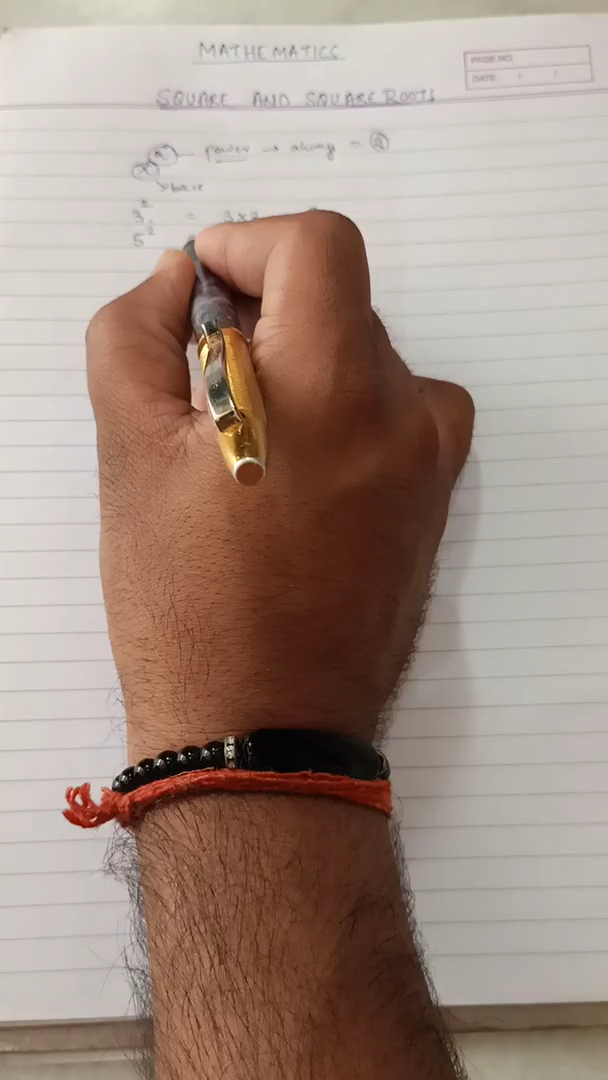 MATHEMATICS
PAGE NO.
DATE / /
SQUARE AND SQUARE ROOTS
power → always = 2
base
3² = 3×3
5²